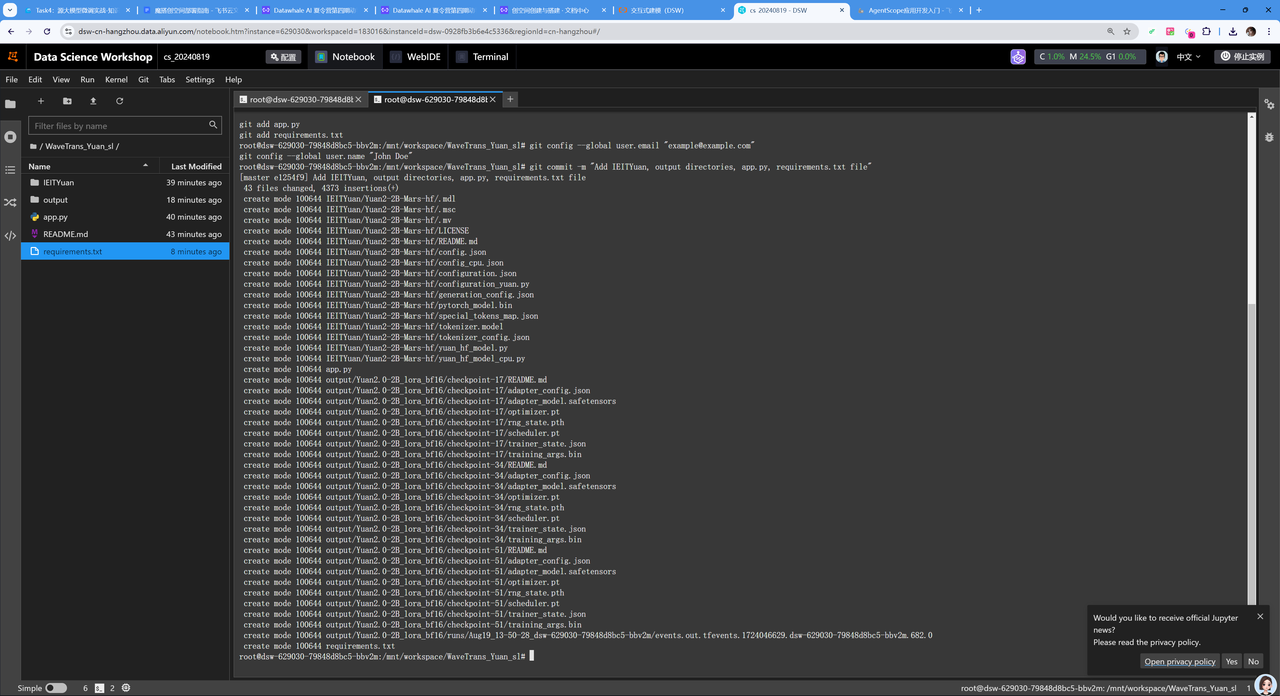 Task4：源大模型微调实战-知识
魔搭创空间部署指南 - 飞书云文
Datawhale AI 夏令营第四期动
Datawhale AI 夏令营第四期动
创空间创建与搭建 · 文档中心
交互式建模（DSW）
cs_20240819 - DSW
AgentScope应用开发入门 -
dsw-cn-hangzhou.data.aliyun.com/notebook.htm?instance=629030&workspaceId=183016&instanceId=dsw-0928fb3b6e4c5336&regionId=cn-hangzhou#/
Data Science Workshop cs_20240819 配置 Notebook WebIDE Terminal C 1.0% M 24.5% G1 0.0% 中文 停止实例
File Edit View Run Kernel Git Tabs Settings Help
root@dsw-629030-79848d8b
root@dsw-629030-79848d8b
Filter files by name
/ WaveTrans_Yuan_sl /
Name Last Modified
IEITYuan 39 minutes ago
output 18 minutes ago
app.py 40 minutes ago
README.md 43 minutes ago
requirements.txt 8 minutes ago
git add app.py
git add requirements.txt
root@dsw-629030-79848d8bc5-bbv2m:/mnt/workspace/WaveTrans_Yuan_sl# git config --global user.email "example@example.com"
git config --global user.name "John Doe"
root@dsw-629030-79848d8bc5-bbv2m:/mnt/workspace/WaveTrans_Yuan_sl# git commit -m "Add IEITYuan, output directories, app.py, requirements.txt file"
[master e1254f9] Add IEITYuan, output directories, app.py, requirements.txt file
43 files changed, 4373 insertions(+)
create mode 100644 IEITYuan/Yuan2-2B-Mars-hf/.mdl
create mode 100644 IEITYuan/Yuan2-2B-Mars-hf/.msc
create mode 100644 IEITYuan/Yuan2-2B-Mars-hf/.mv
create mode 100644 IEITYuan/Yuan2-2B-Mars-hf/LICENSE
create mode 100644 IEITYuan/Yuan2-2B-Mars-hf/README.md
create mode 100644 IEITYuan/Yuan2-2B-Mars-hf/config.json
create mode 100644 IEITYuan/Yuan2-2B-Mars-hf/config_cpu.json
create mode 100644 IEITYuan/Yuan2-2B-Mars-hf/configuration.json
create mode 100644 IEITYuan/Yuan2-2B-Mars-hf/configuration_yuan.py
create mode 100644 IEITYuan/Yuan2-2B-Mars-hf/generation_config.json
create mode 100644 IEITYuan/Yuan2-2B-Mars-hf/pytorch_model.bin
create mode 100644 IEITYuan/Yuan2-2B-Mars-hf/special_tokens_map.json
create mode 100644 IEITYuan/Yuan2-2B-Mars-hf/tokenizer.model
create mode 100644 IEITYuan/Yuan2-2B-Mars-hf/tokenizer_config.json
create mode 100644 IEITYuan/Yuan2-2B-Mars-hf/yuan_hf_model.py
create mode 100644 IEITYuan/Yuan2-2B-Mars-hf/yuan_hf_model_cpu.py
create mode 100644 app.py
create mode 100644 output/Yuan2.0-2B_lora_bf16/checkpoint-17/README.md
create mode 100644 output/Yuan2.0-2B_lora_bf16/checkpoint-17/adapter_config.json
create mode 100644 output/Yuan2.0-2B_lora_bf16/checkpoint-17/adapter_model.safetensors
create mode 100644 output/Yuan2.0-2B_lora_bf16/checkpoint-17/optimizer.pt
create mode 100644 output/Yuan2.0-2B_lora_bf16/checkpoint-17/rng_state.pth
create mode 100644 output/Yuan2.0-2B_lora_bf16/checkpoint-17/scheduler.pt
create mode 100644 output/Yuan2.0-2B_lora_bf16/checkpoint-17/trainer_state.json
create mode 100644 output/Yuan2.0-2B_lora_bf16/checkpoint-17/training_args.bin
create mode 100644 output/Yuan2.0-2B_lora_bf16/checkpoint-34/README.md
create mode 100644 output/Yuan2.0-2B_lora_bf16/checkpoint-34/adapter_config.json
create mode 100644 output/Yuan2.0-2B_lora_bf16/checkpoint-34/adapter_model.safetensors
create mode 100644 output/Yuan2.0-2B_lora_bf16/checkpoint-34/optimizer.pt
create mode 100644 output/Yuan2.0-2B_lora_bf16/checkpoint-34/rng_state.pth
create mode 100644 output/Yuan2.0-2B_lora_bf16/checkpoint-34/scheduler.pt
create mode 100644 output/Yuan2.0-2B_lora_bf16/checkpoint-34/trainer_state.json
create mode 100644 output/Yuan2.0-2B_lora_bf16/checkpoint-34/training_args.bin
create mode 100644 output/Yuan2.0-2B_lora_bf16/checkpoint-51/README.md
create mode 100644 output/Yuan2.0-2B_lora_bf16/checkpoint-51/adapter_config.json
create mode 100644 output/Yuan2.0-2B_lora_bf16/checkpoint-51/adapter_model.safetensors
create mode 100644 output/Yuan2.0-2B_lora_bf16/checkpoint-51/optimizer.pt
create mode 100644 output/Yuan2.0-2B_lora_bf16/checkpoint-51/rng_state.pth
create mode 100644 output/Yuan2.0-2B_lora_bf16/checkpoint-51/scheduler.pt
create mode 100644 output/Yuan2.0-2B_lora_bf16/checkpoint-51/trainer_state.json
create mode 100644 output/Yuan2.0-2B_lora_bf16/checkpoint-51/training_args.bin
create mode 100644 output/Yuan2.0-2B_lora_bf16/runs/Aug19_13-50-28_dsw-629030-79848d8bc5-bbv2m/events.out.tfevents.1724046629.dsw-629030-79848d8bc5-bbv2m.682.0
create mode 100644 requirements.txt
root@dsw-629030-79848d8bc5-bbv2m:/mnt/workspace/WaveTrans_Yuan_sl#
Would you like to receive official Jupyter
news?
Please read the privacy policy.
Open privacy policy Yes No
Simple 6 2 root@dsw-629030-79848d8bc5-bbv2m: /mnt/workspace/WaveTrans_Yuan_sl 1